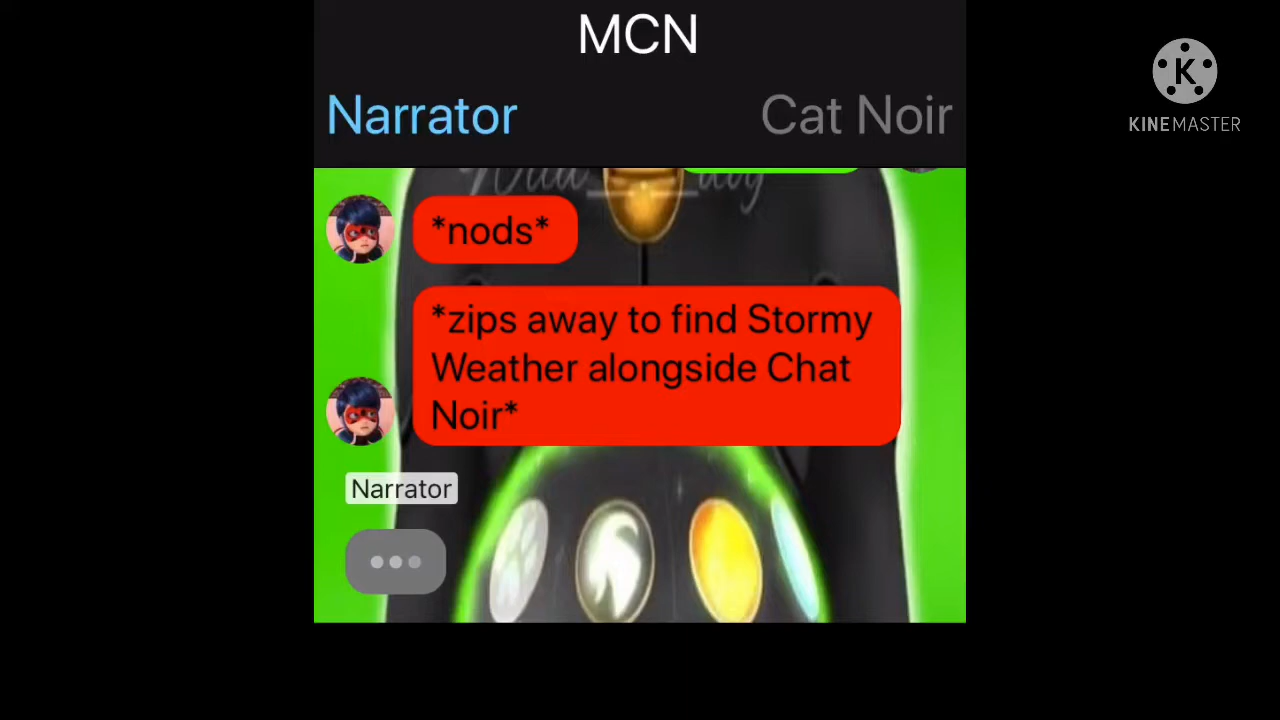 MCN
Narrator
Cat Noir
*nods*
*zips away to find Stormy
Weather alongside Chat
Noir*
Narrator
K
KINEMASTER